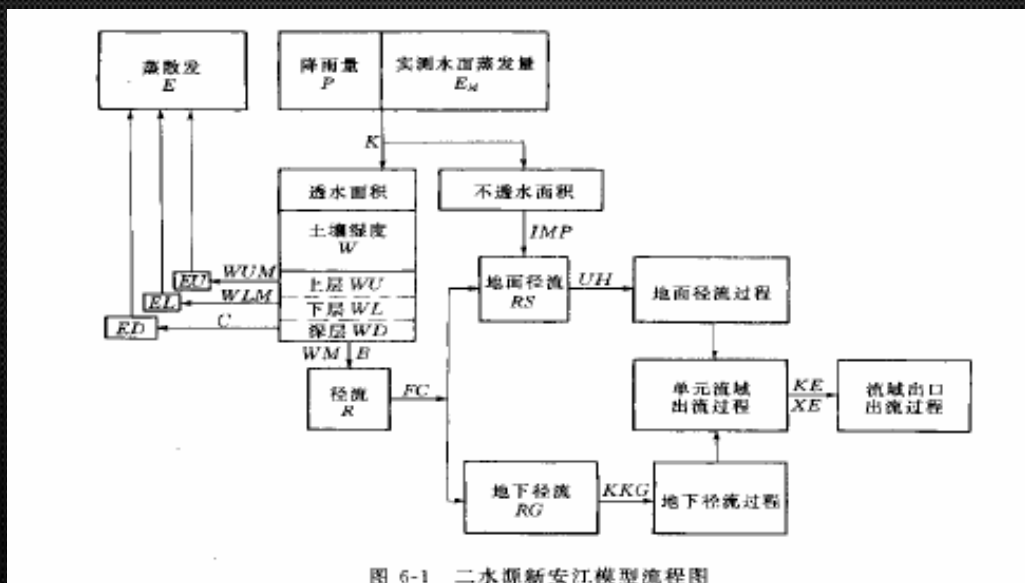 蒸散发
E
降雨量
P
实测水面蒸发量
EM
K
透水面积
不透水面积
土壤湿度
W
IMP
EU
WUM
上层 WU
地面径流
RS
UH
地面径流过程
EL
WLM
下层 WL
ED
C
深层 WD
WM B
径流
R
FC
单元流域
出流过程
KE
XE
流域出口
出流过程
地下径流
RG
KKG
地下径流过程
图 6-1 二水源新安江模型流程图